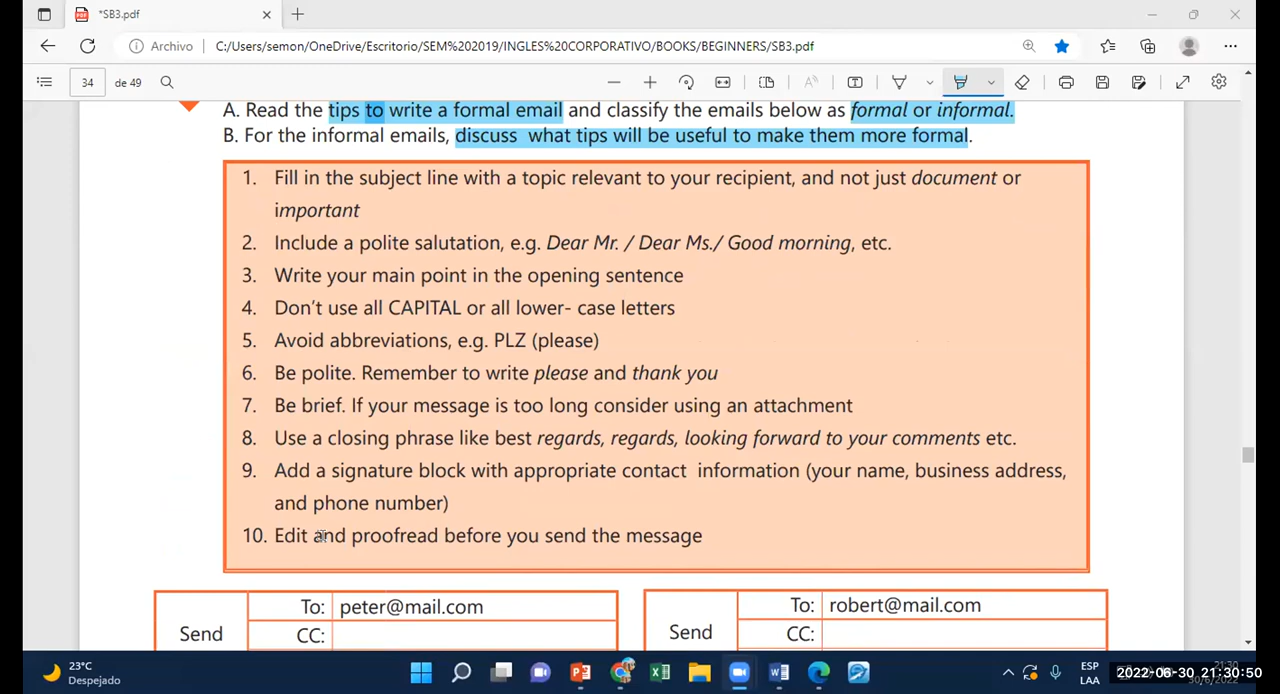 *SB3.pdf
Archivo
C:/Users/semon/OneDrive/Escritorio/SEM%202019/INGLES%20CORPORATIVO/BOOKS/BEGINNERS/SB3.pdf
34 de 49
A. Read the tips to write a formal email and classify the emails below as formal or informal.
B. For the informal emails, discuss what tips will be useful to make them more formal.
1. Fill in the subject line with a topic relevant to your recipient, and not just document or
important
2. Include a polite salutation, e.g. Dear Mr. / Dear Ms./ Good morning, etc.
3. Write your main point in the opening sentence
4. Don't use all CAPITAL or all lower- case letters
5. Avoid abbreviations, e.g. PLZ (please)
6. Be polite. Remember to write please and thank you
7. Be brief. If your message is too long consider using an attachment
8. Use a closing phrase like best regards, regards, looking forward to your comments etc.
9. Add a signature block with appropriate contact information (your name, business address,
and phone number)
10. Edit and proofread before you send the message
Send
To: peter@mail.com
CC:
Send
To: robert@mail.com
CC:
23°C
Despejado
ESP
LAA
2022-06-30 21:30:50